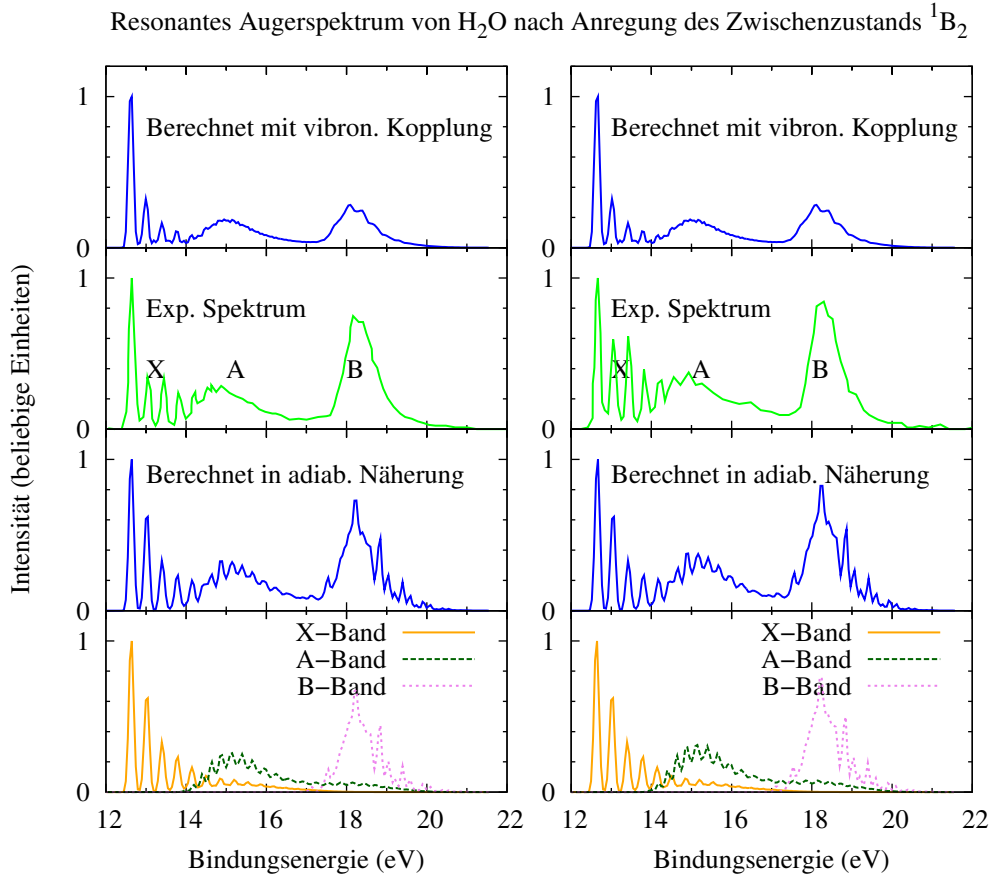 Resonantes Augerspektrum von H₂O nach Anregung des Zwischenzustands ¹B₂
Intensität (beliebige Einheiten)
1
0
Berechnet mit vibron. Kopplung
1
0
Exp. Spektrum
X
A
B
1
0
Berechnet in adiab. Näherung
1
0
X−Band
A−Band
B−Band
12 14 16 18 20 22
Bindungsenergie (eV)
1
0
Berechnet mit vibron. Kopplung
1
0
Exp. Spektrum
X
A
B
1
0
Berechnet in adiab. Näherung
1
0
X−Band
A−Band
B−Band
12 14 16 18 20 22
Bindungsenergie (eV)